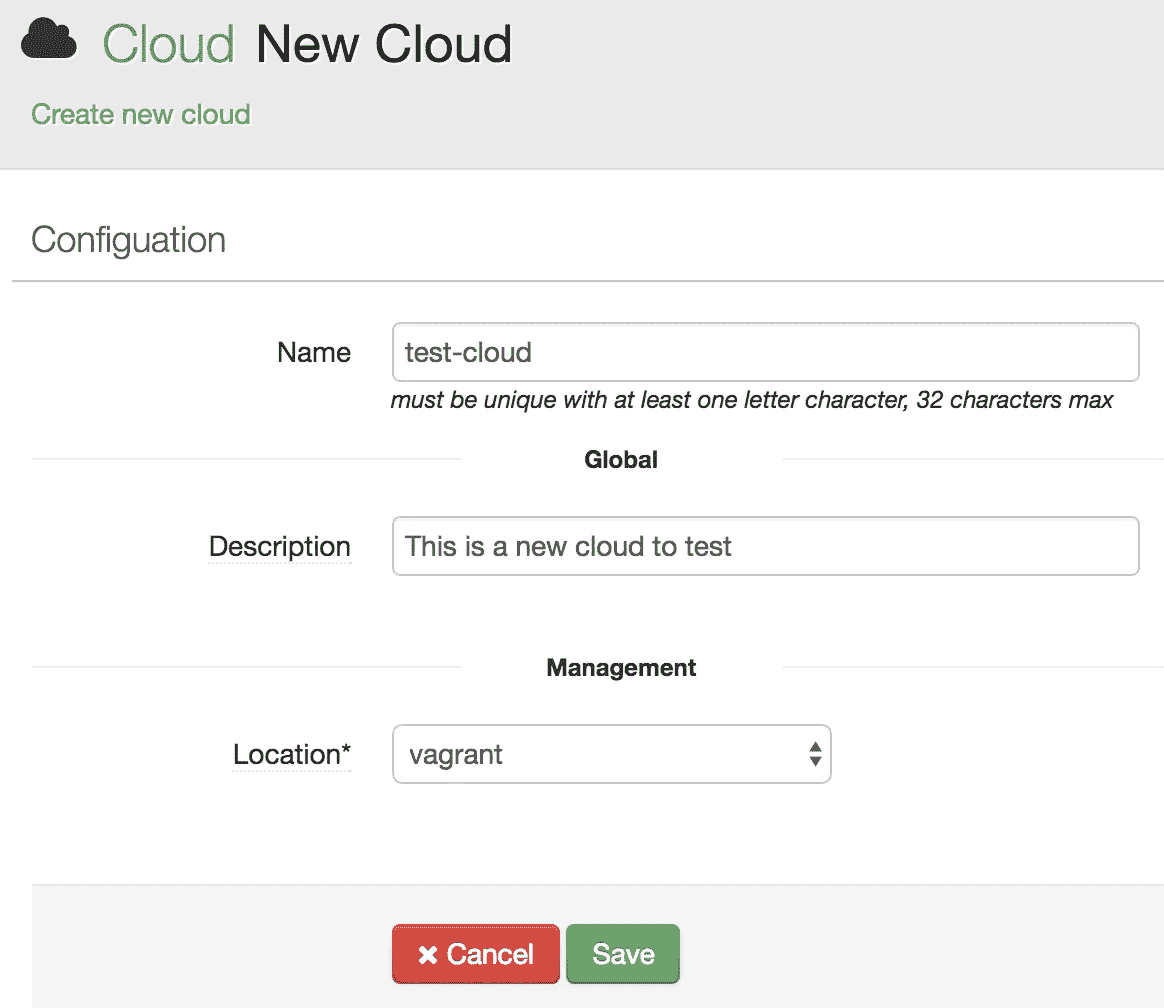 Cloud New Cloud
Create new cloud
Configuation
Name test-cloud
must be unique with at least one letter character, 32 characters max
Global
Description This is a new cloud to test
Management
Location* vagrant
Cancel Save